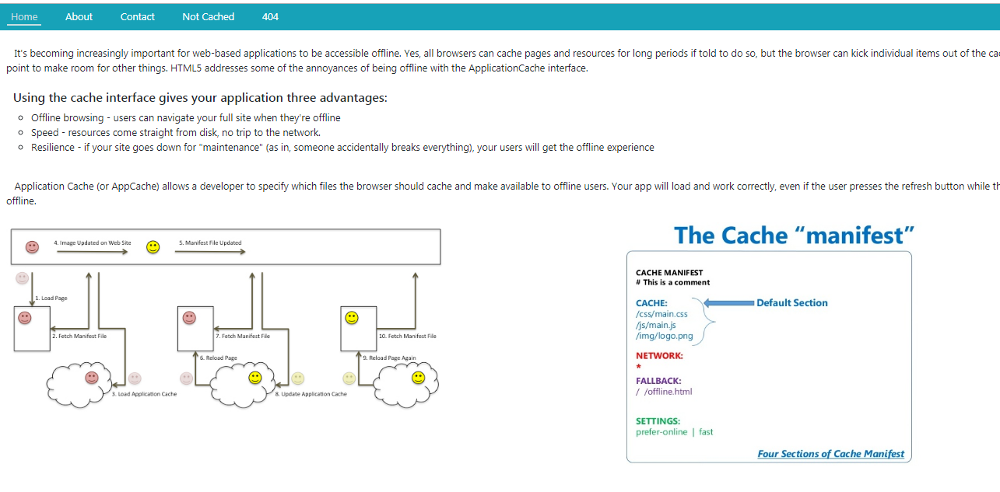 Home About Contact Not Cached 404
It's becoming increasingly important for web-based applications to be accessible offline. Yes, all browsers can cache pages and resources for long periods if told to do so, but the browser can kick individual items out of the
point to make room for other things. HTML5 addresses some of the annoyances of being offline with the ApplicationCache interface.
Using the cache interface gives your application three advantages:
Offline browsing - users can navigate your full site when they're offline
Speed - resources come straight from disk, no trip to the network.
Resilience - if your site goes down for "maintenance" (as in, someone accidentally breaks everything), your users will get the offline experience
Application Cache (or AppCache) allows a developer to specify which files the browser should cache and make available to offline users. Your app will load and work correctly, even if the user presses the refresh button while
offline.
4. Image Updated on Web Site
5. Manifest File Updated
1. Load Page
2. Fetch Manifest File
3. Load Application Cache
6. Reload Page
7. Fetch Manifest File
8. Update Application Cache
9. Reload Page Again
10. Fetch Manifest File
The Cache “manifest”
CACHE MANIFEST
# This is a comment
CACHE:
/css/main.css
/js/main.js
/img/logo.png
Default Section
NETWORK:
*
FALLBACK:
/ /offline.html
SETTINGS:
prefer-online | fast
Four Sections of Cache Manifest